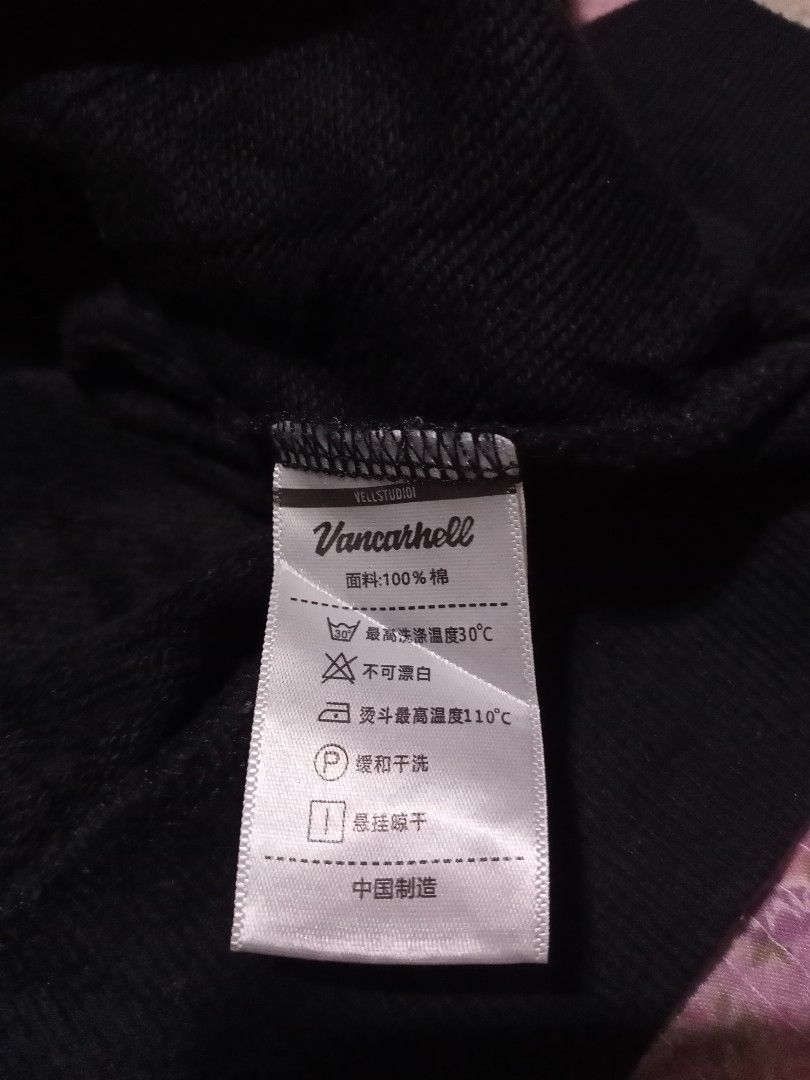 VELLSTUDIOI
Vancarhell
面料:100%棉
30° 最高洗涤温度30℃
不可漂白
烫斗最高温度110℃
P 缓和干洗
悬挂晾干
中国制造